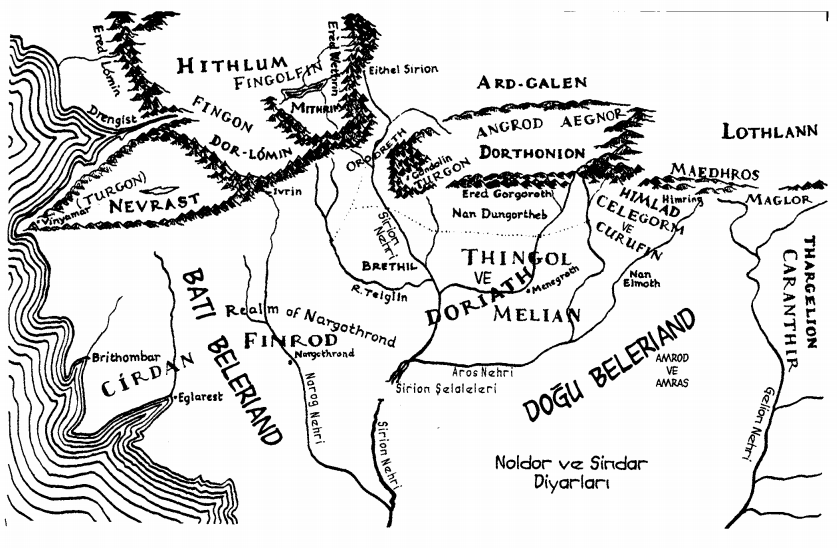 Ered Lómin
HITHLUM
FINGOLFIN
Ered Wethrin
Eithel Sirion
MITHRIM
ARD-GALEN
Drengist
FINGON
DOR-LÓMIN
ANGROD AEGNOR
DORTHONION
LOTHLANN
Gondolin
TURGON
MAEDHROS
Vinyamar
(TURGON)
NEVRAST
Ivrin
Ered Gorgoroth
Nan Dungortheb
HIMLAD
Himring
MAGLOR
CELEGORM
VE
CURUFIN
Sirion
Nehri
BRETHIL
R. Teiglin
THINGOL
VE
DORIATH
Menegroth
MELIAN
Nan
Elmoth
THARGELION
CARANTHIR
BATI
BELERIAND
Realm of Nargothrond
FINROD
Nargothrond
Brithombar
CÍRDAN
Eglarest
Aros Nehri
Sirion Şelaleleri
DOĞU BELERIAND
AMROD
VE
AMRAS
Narog Nehri
Sirion Nehri
Gelion Nehri
Noldor ve Sindar
Diyarları